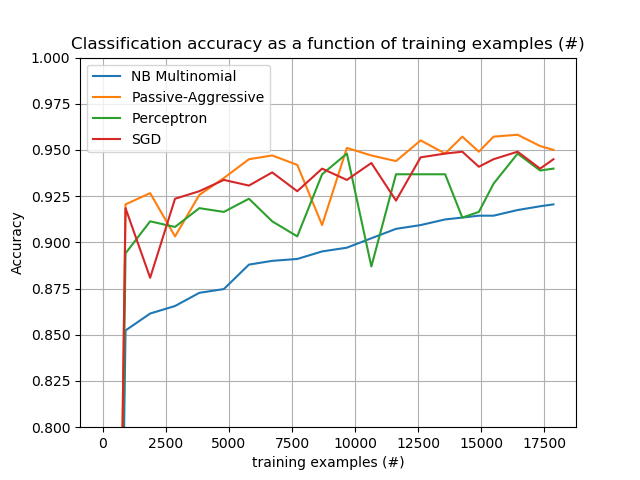 Classification accuracy as a function of training examples (#)
1.000
0.975
0.950
0.925
0.900
0.875
0.850
0.825
0.800
Accuracy
NB Multinomial
Passive-Aggressive
Perceptron
SGD
0 2500 5000 7500 10000 12500 15000 17500
training examples (#)